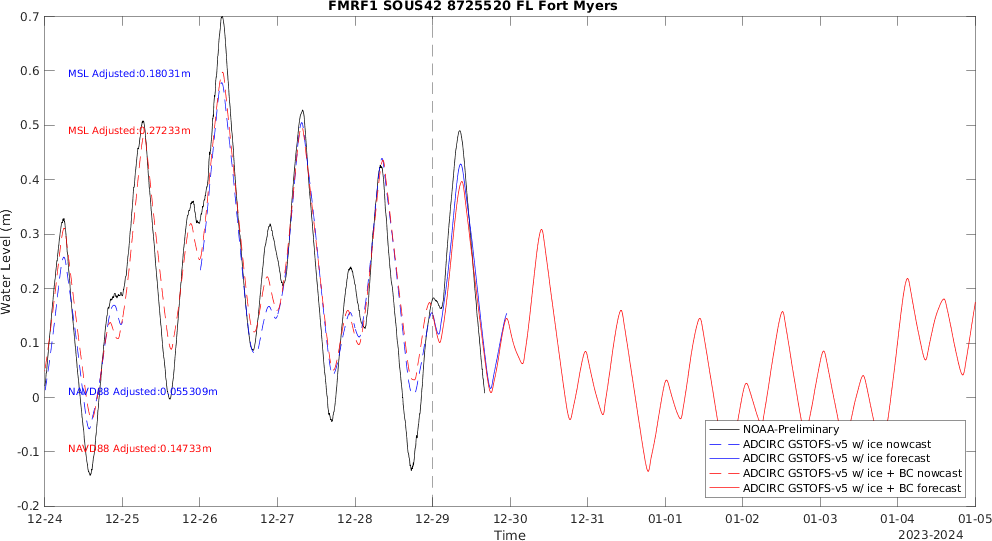 FMRF1 SOUS42 8725520 FL Fort Myers
0.7
0.6
0.5
0.4
0.3
0.2
0.1
0
-0.1
-0.2
Water Level (m)
MSL Adjusted:0.18031m
MSL Adjusted:0.27233m
NAVD88 Adjusted:0.055309m
NAVD88 Adjusted:0.14733m
NOAA-Preliminary
ADCIRC GSTOFS-v5 w/ ice nowcast
ADCIRC GSTOFS-v5 w/ ice forecast
ADCIRC GSTOFS-v5 w/ ice + BC nowcast
ADCIRC GSTOFS-v5 w/ ice + BC forecast
12-24 12-25 12-26 12-27 12-28 12-29 12-30 01-01 01-01 01-02 01-03 01-04 01-05
Time
2023-2024